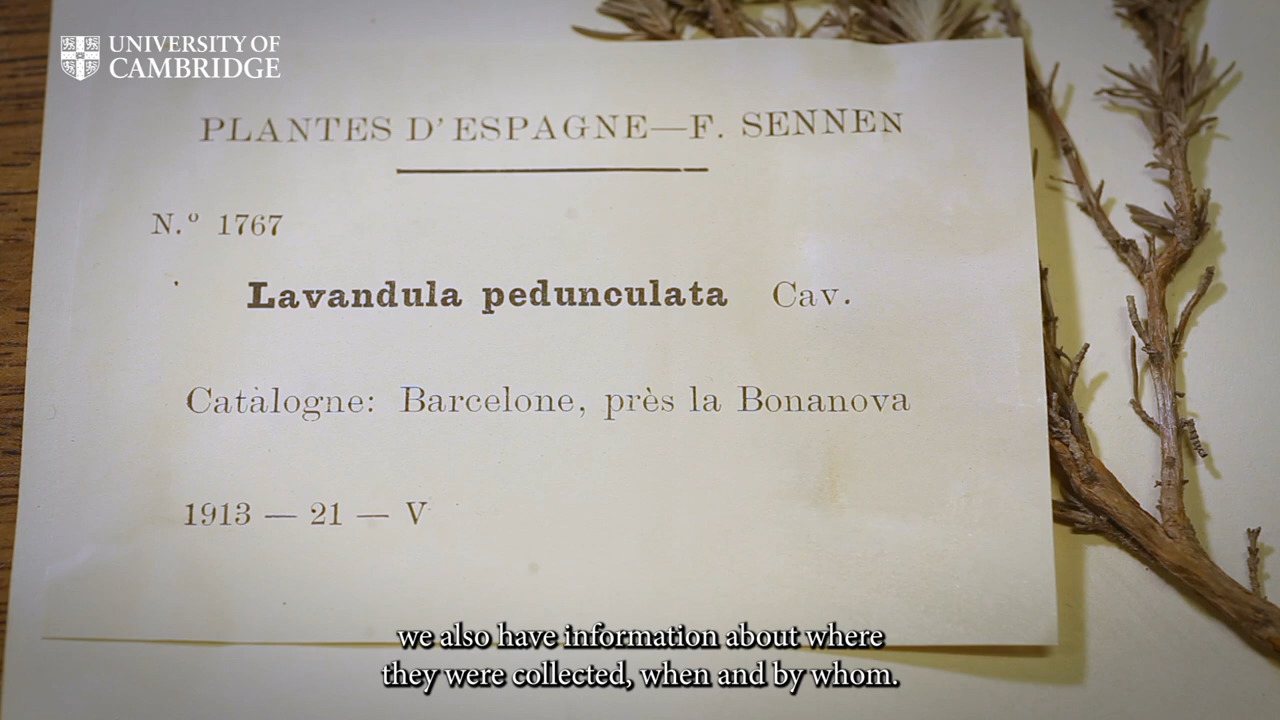 UNIVERSITY OF
CAMBRIDGE
PLANTES D'ESPAGNE—F. SENNEN
N.º 1767
Lavandula pedunculata Cav.
Catalogne: Barcelone, près la Bonanova
1913 — 21 — V
we also have information about where
they were collected, when and by whom.